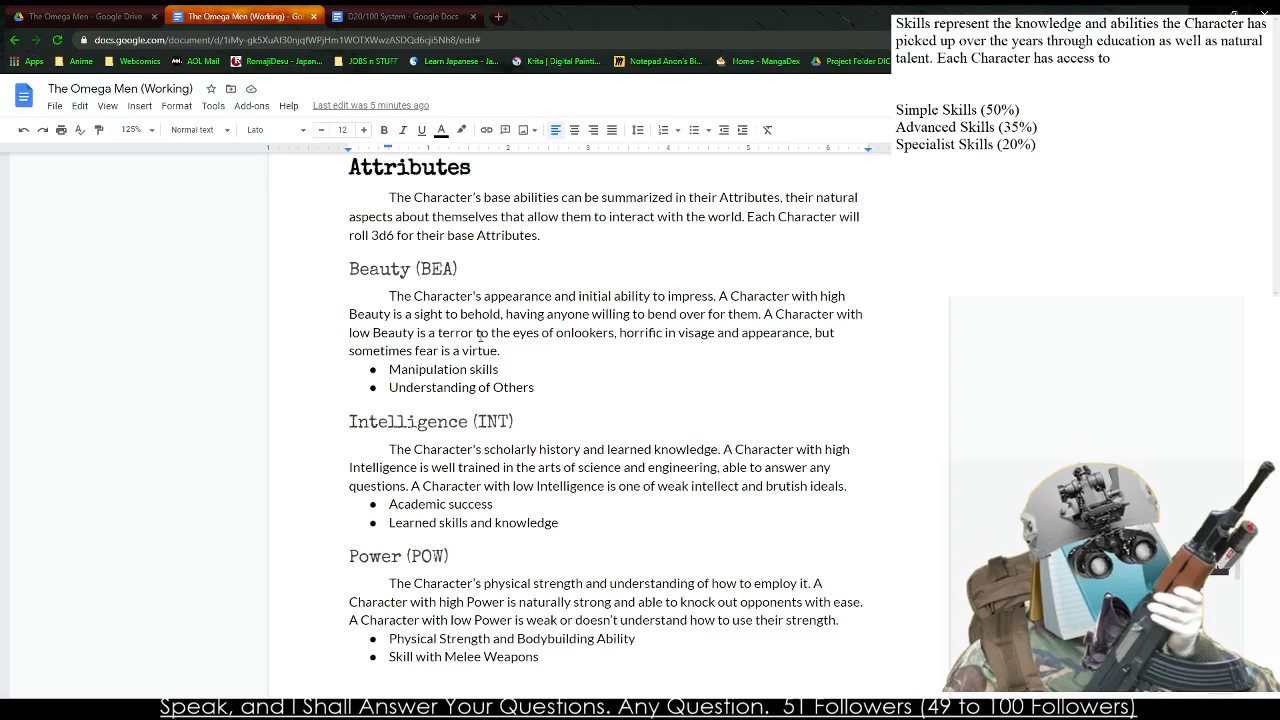 The Omega Men - Google Drive
The Omega Men (Working) - Go
D20/100 System - Google Docs
docs.google.com/document/d/1iMy-gk5XuAf30njqfWPjHm1WOTXWwzASDQd6cji5Nh8/edit#
Apps
Anime
Webcomics
AOL Mail
RomajiDesu - Japan...
JOBS n STUFF
Learn Japanese - Ja...
Krita | Digital Painti...
Notepad Anon's Bi...
Home - MangaDex
Project Folder DIC
The Omega Men (Working)
File Edit View Insert Format Tools Add-ons Help Last edit was 5 minutes ago
125% Normal text Lato 12 B I U A
1 1 2 3 4 5 6
Skills represent the knowledge and abilities the Character has
picked up over the years through education as well as natural
talent. Each Character has access to
Simple Skills (50%)
Advanced Skills (35%)
Specialist Skills (20%)
Attributes
The Character's base abilities can be summarized in their Attributes, their natural
aspects about themselves that allow them to interact with the world. Each Character will
roll 3d6 for their base Attributes.
Beauty (BEA)
The Character's appearance and initial ability to impress. A Character with high
Beauty is a sight to behold, having anyone willing to bend over for them. A Character with
low Beauty is a terror to the eyes of onlookers, horrific in visage and appearance, but
sometimes fear is a virtue.
● Manipulation skills
● Understanding of Others
Intelligence (INT)
The Character's scholarly history and learned knowledge. A Character with high
Intelligence is well trained in the arts of science and engineering, able to answer any
questions. A Character with low Intelligence is one of weak intellect and brutish ideals.
● Academic success
● Learned skills and knowledge
Power (POW)
The Character's physical strength and understanding of how to employ it. A
Character with high Power is naturally strong and able to knock out opponents with ease.
A Character with low Power is weak or doesn't understand how to use their strength.
● Physical Strength and Bodybuilding Ability
● Skill with Melee Weapons
Speak, and I Shall Answer Your Questions. Any Question. 51 Followers (49 to 100 Followers)